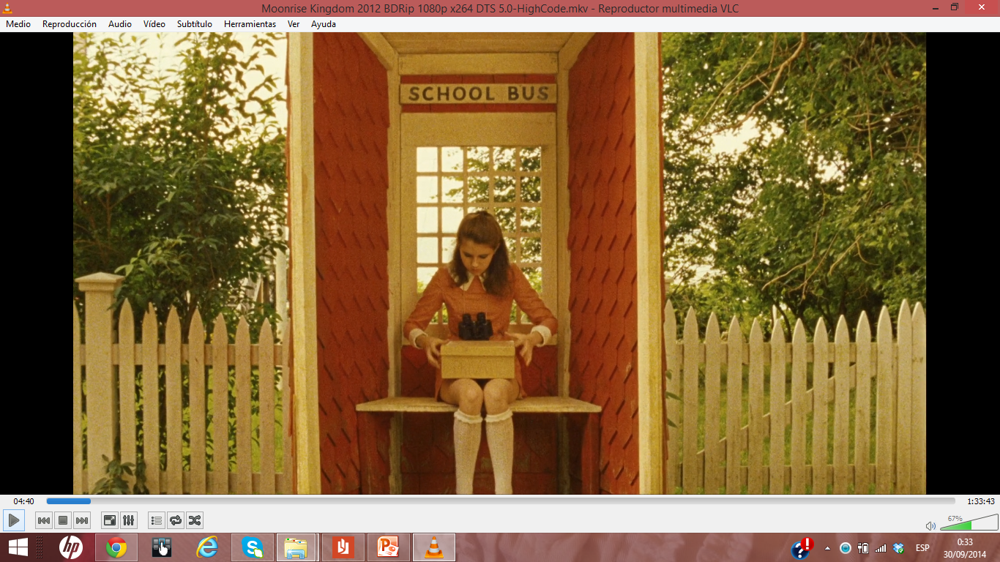 Moonrise Kingdom 2012 BDRip 1080p x264 DTS 5.0-HighCode.mkv - Reproductor multimedia VLC
Medio Reproducción Audio Vídeo Subtítulo Herramientas Ver Ayuda
SCHOOL BUS
04:40 1:33:43
67%
hp ESP 0:33
30/09/2014